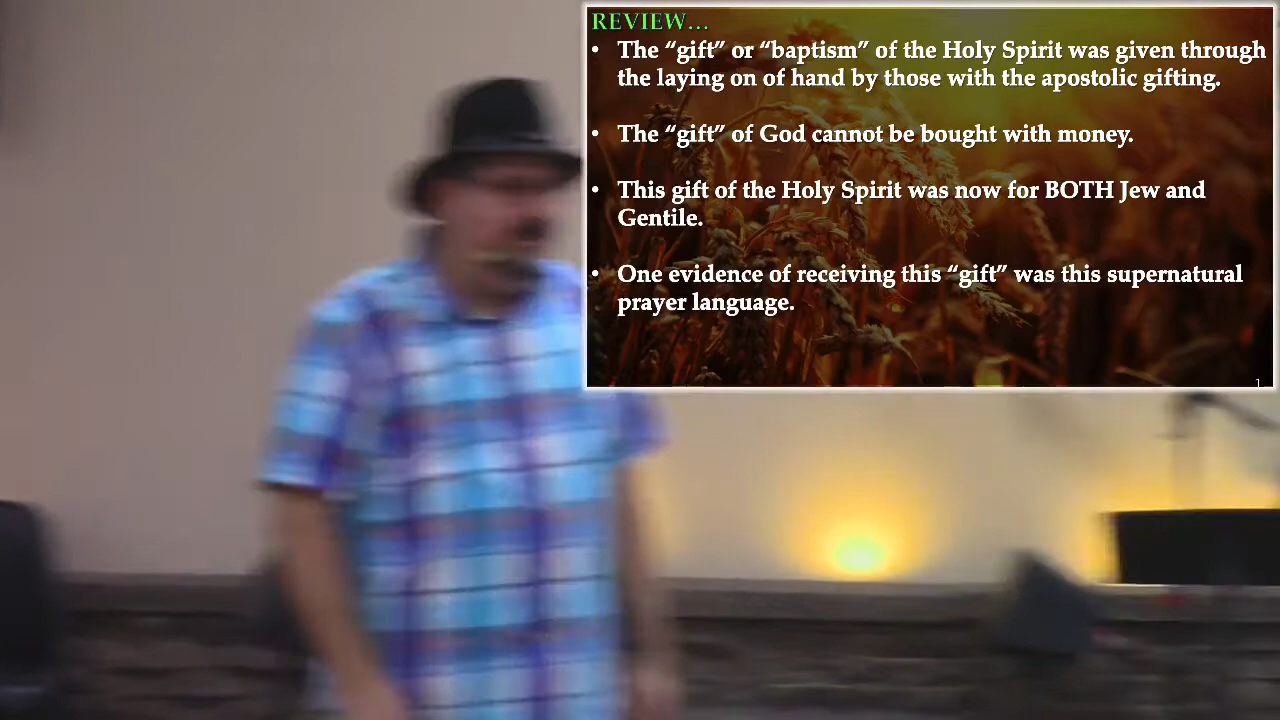 REVIEW…
• The “gift” or “baptism” of the Holy Spirit was given through
the laying on of hand by those with the apostolic gifting.
• The “gift” of God cannot be bought with money.
• This gift of the Holy Spirit was now for BOTH Jew and
Gentile.
• One evidence of receiving this “gift” was this supernatural
prayer language.
1